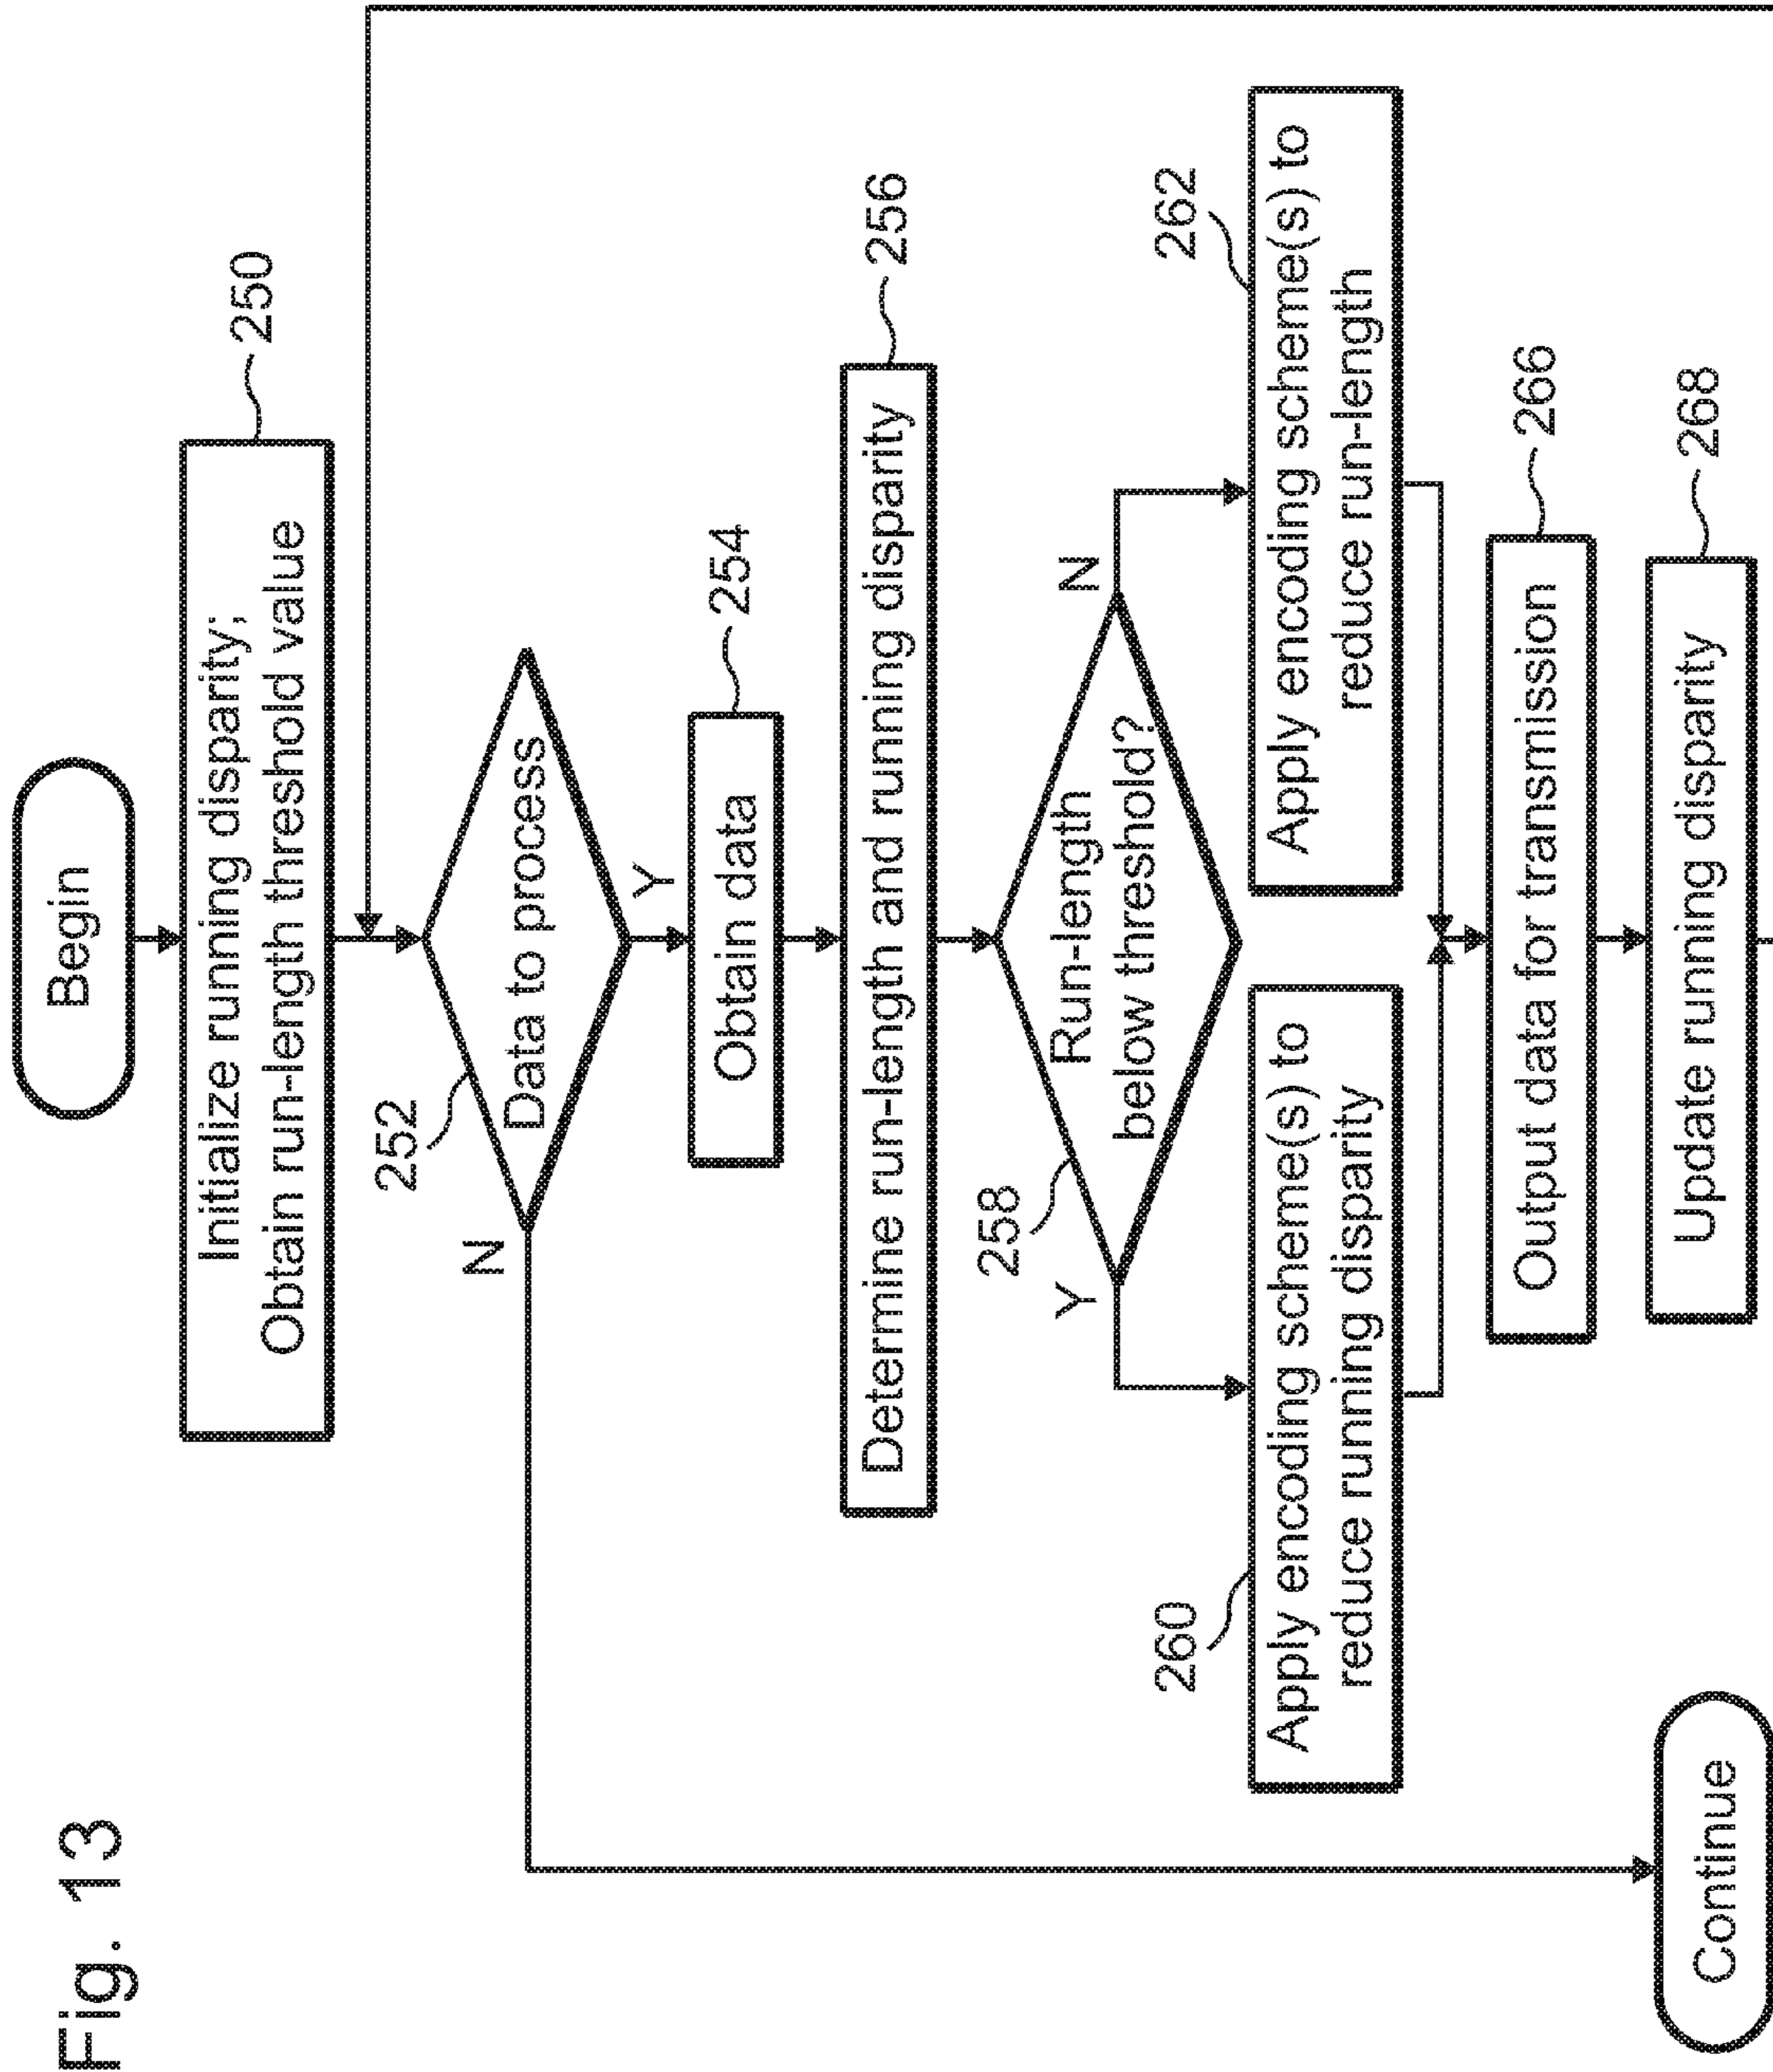 Fig. 13
Begin
Initialize running disparity;
Obtain run-length threshold value
250
252
Data to process
N
Y
Obtain data
254
Determine run-length and running disparity
256
258
Run-length
below threshold?
Y
N
260
Apply encoding scheme(s) to
reduce running disparity
262
Apply encoding scheme(s) to
reduce run-length
Output data for transmission
266
Update running disparity
268
Continue